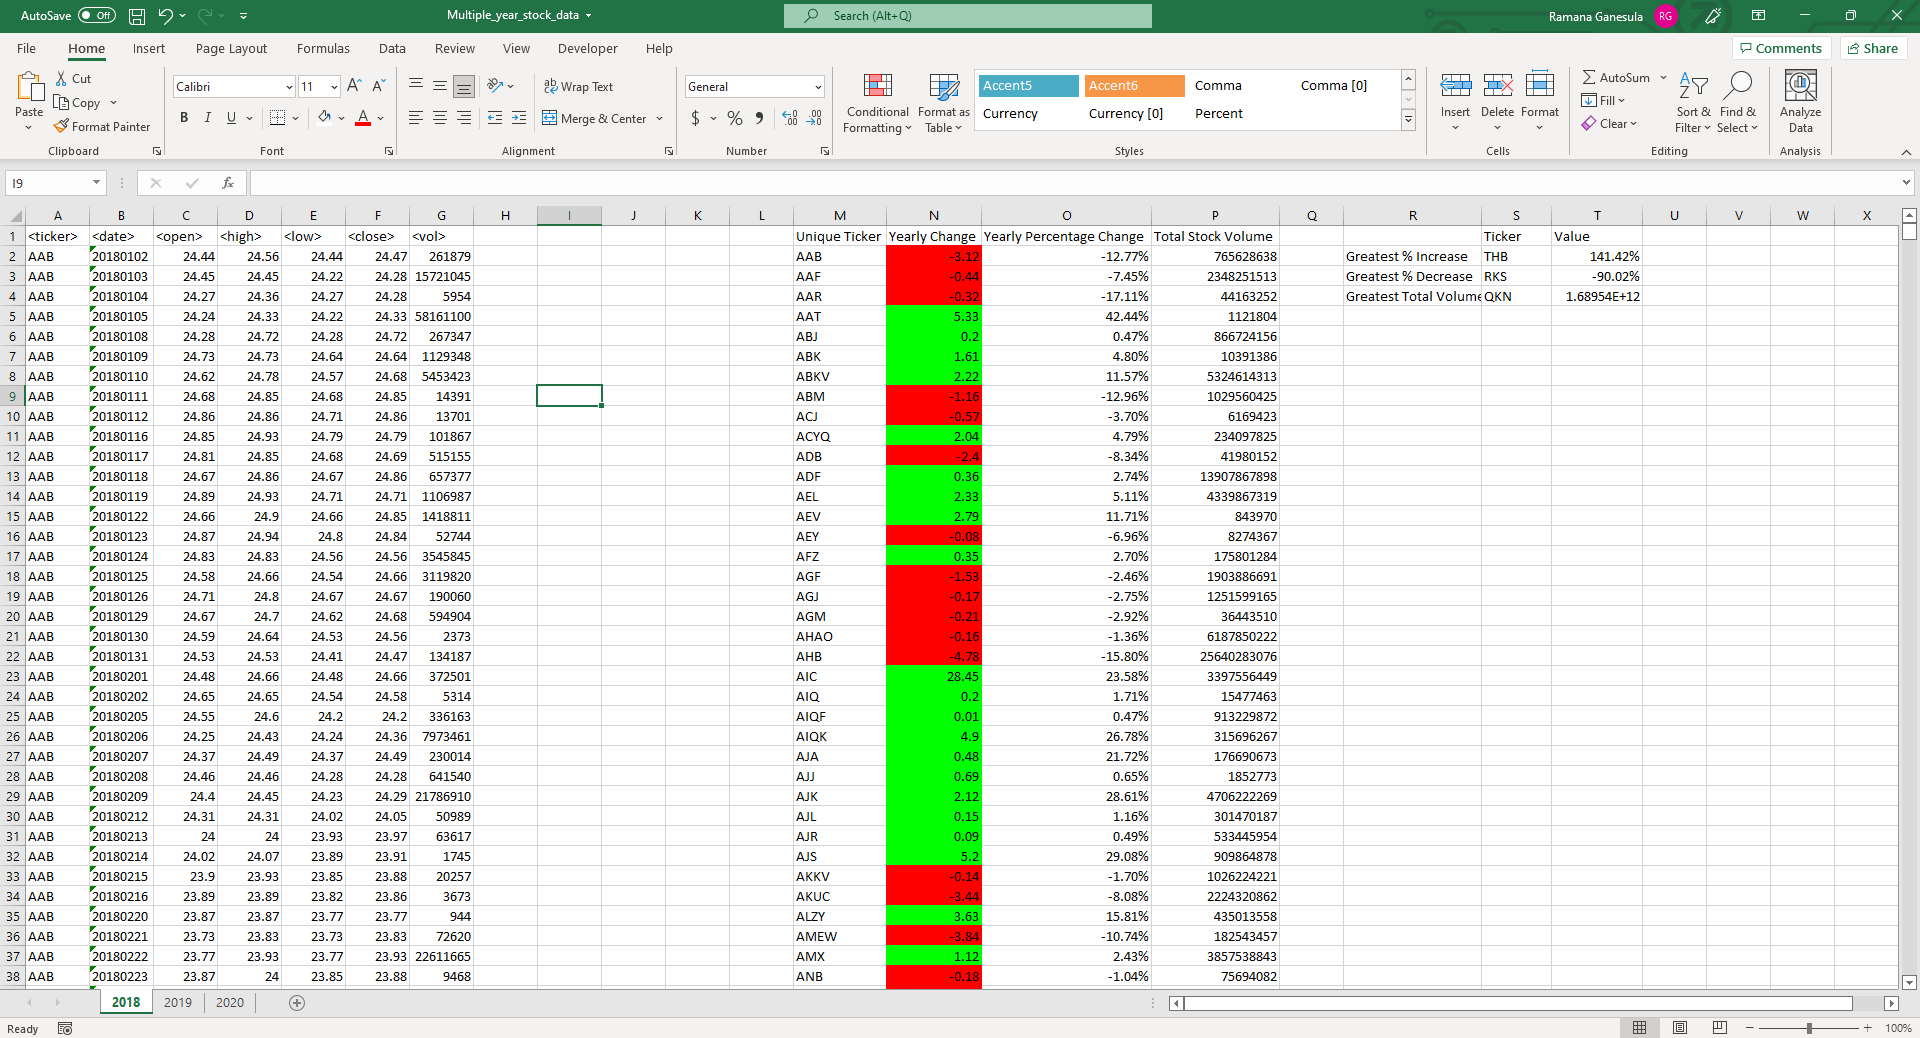 AutoSave Off Multiple_year_stock_data Search (Alt+Q) Ramana Ganesula RG
File Home Insert Page Layout Formulas Data Review View Developer Help Comments Share
Paste Cut Copy Format Painter Clipboard
Calibri 11 B I U A Font
Wrap Text Merge & Center Alignment
General $ % Number
Conditional Formatting Format as Table
Accent5 Accent6 Comma Comma [0]
Currency Currency [0] Percent
Styles
Insert Delete Format Cells
AutoSum Fill Clear Sort & Filter Find & Select Editing
Analyze Data Analysis
I9 fx
A B C D E F G H I J K L M N O P Q R S T U V W X
1 <ticker> <date> <open> <high> <low> <close> <vol> Unique Ticker Yearly Change Yearly Percentage Change Total Stock Volume Ticker Value
2 AAB 20180102 24.44 24.56 24.44 24.47 261879 AAB -3.12 -12.77% 765628638 Greatest % Increase THB 141.42%
3 AAB 20180103 24.45 24.45 24.22 24.28 15721045 AAF -0.44 -7.45% 2348251513 Greatest % Decrease RKS -90.02%
4 AAB 20180104 24.27 24.36 24.27 24.28 5954 AAR -0.32 -17.11% 44163252 Greatest Total Volume QKN 1.68954E+12
5 AAB 20180105 24.24 24.33 24.22 24.33 58161100 AAT 5.33 42.44% 1121804
6 AAB 20180108 24.28 24.72 24.28 24.72 267347 ABJ 0.2 0.47% 866724156
7 AAB 20180109 24.73 24.73 24.64 24.64 1129348 ABK 1.61 4.80% 10391386
8 AAB 20180110 24.62 24.78 24.57 24.68 5453423 ABKV 2.22 11.57% 5324614313
9 AAB 20180111 24.68 24.85 24.68 24.85 14391 ABM -1.16 -12.96% 1029560425
10 AAB 20180112 24.86 24.86 24.71 24.86 13701 ACJ -0.57 -3.70% 6169423
11 AAB 20180116 24.85 24.93 24.79 24.79 101867 ACYQ 2.04 4.79% 234097825
12 AAB 20180117 24.81 24.85 24.68 24.69 515155 ADB -2.4 -8.34% 41980152
13 AAB 20180118 24.67 24.86 24.67 24.86 657377 ADF 0.36 2.74% 13907867898
14 AAB 20180119 24.89 24.93 24.71 24.71 1106987 AEL 2.33 5.11% 4339867319
15 AAB 20180122 24.66 24.9 24.66 24.85 1418811 AEV 2.79 11.71% 843970
16 AAB 20180123 24.87 24.94 24.8 24.84 52744 AEY -0.08 -6.96% 8274367
17 AAB 20180124 24.83 24.83 24.56 24.56 3545845 AFZ 0.35 2.70% 175801284
18 AAB 20180125 24.58 24.66 24.54 24.66 3119820 AGF -1.53 -2.46% 1903886691
19 AAB 20180126 24.71 24.8 24.67 24.67 190060 AGJ -0.17 -2.75% 1251599165
20 AAB 20180129 24.67 24.7 24.62 24.68 594904 AGM -0.21 -2.92% 36443510
21 AAB 20180130 24.59 24.64 24.53 24.56 2373 AHAO -0.16 -1.36% 6187850222
22 AAB 20180131 24.53 24.53 24.41 24.47 134187 AHB -4.78 -15.80% 25640283076
23 AAB 20180201 24.48 24.66 24.48 24.66 372501 AIC 28.45 23.58% 3397556449
24 AAB 20180202 24.65 24.65 24.54 24.58 5314 AIQ 0.2 1.71% 15477463
25 AAB 20180205 24.55 24.6 24.2 24.2 336163 AIQF 0.01 0.47% 913229872
26 AAB 20180206 24.25 24.43 24.24 24.36 7973461 AIQK 4.9 26.78% 315696267
27 AAB 20180207 24.37 24.49 24.37 24.49 230014 AJA 0.48 21.72% 176690673
28 AAB 20180208 24.46 24.46 24.28 24.28 641540 AJJ 0.69 0.65% 1852773
29 AAB 20180209 24.4 24.45 24.23 24.29 21786910 AJK 2.12 28.61% 4706222269
30 AAB 20180212 24.31 24.31 24.02 24.05 50989 AJL 0.15 1.16% 301470187
31 AAB 20180213 24 24 23.93 23.97 63617 AJR 0.09 0.49% 533445954
32 AAB 20180214 24.02 24.07 23.89 23.91 1745 AJS 5.2 29.08% 909864878
33 AAB 20180215 23.9 23.93 23.85 23.88 20257 AKKV -0.14 -1.70% 1026224221
34 AAB 20180216 23.89 23.89 23.82 23.86 3673 AKUC -3.44 -8.08% 2224320862
35 AAB 20180220 23.87 23.87 23.77 23.77 944 ALZY 3.63 15.81% 435013558
36 AAB 20180221 23.73 23.83 23.73 23.83 72620 AMEW -3.84 -10.74% 182543457
37 AAB 20180222 23.77 23.93 23.77 23.93 22611665 AMX 1.12 2.43% 3857538843
38 AAB 20180223 23.87 24 23.85 23.88 9468 ANB -0.18 -1.04% 75694082
2018 2019 2020
Ready 100%